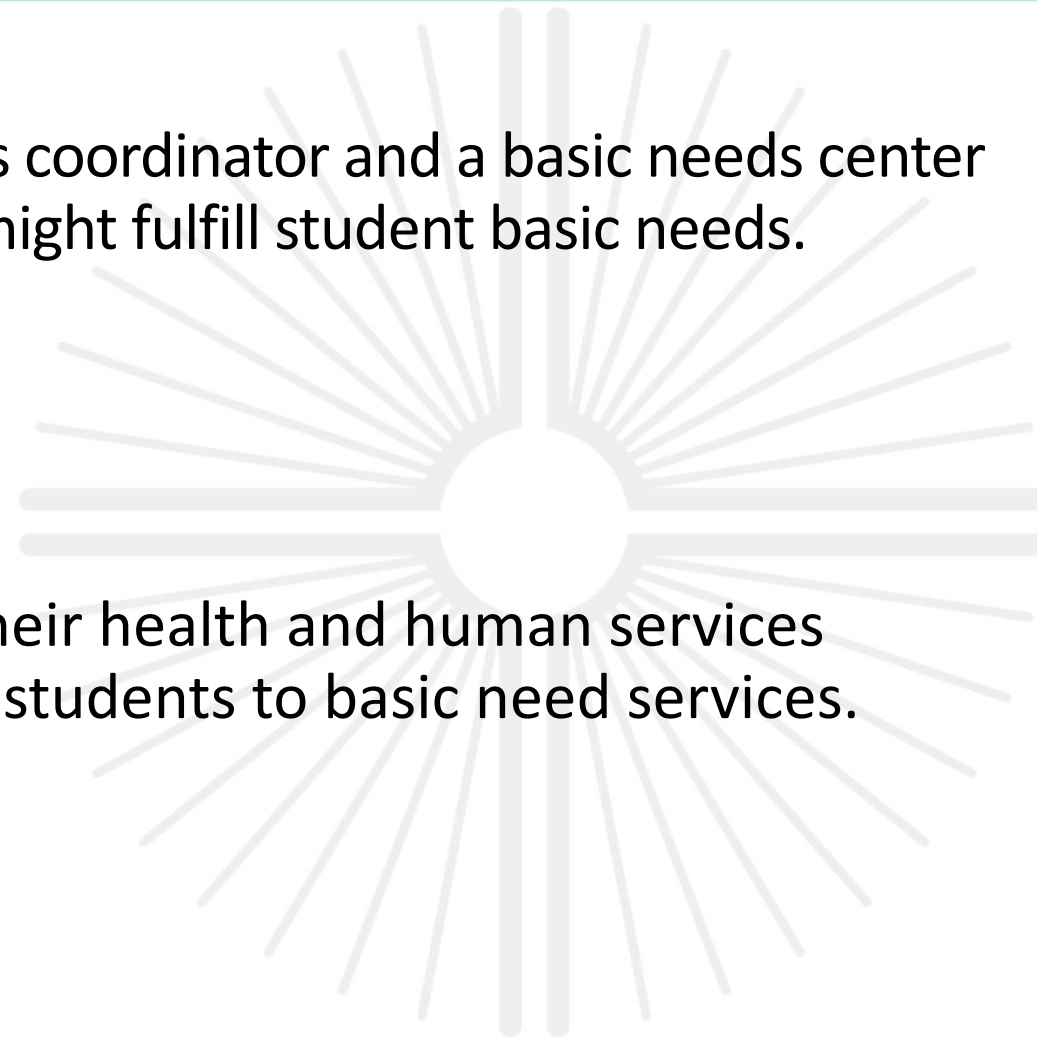 s coordinator and a basic needs center
might fulfill student basic needs.
heir health and human services
students to basic need services.